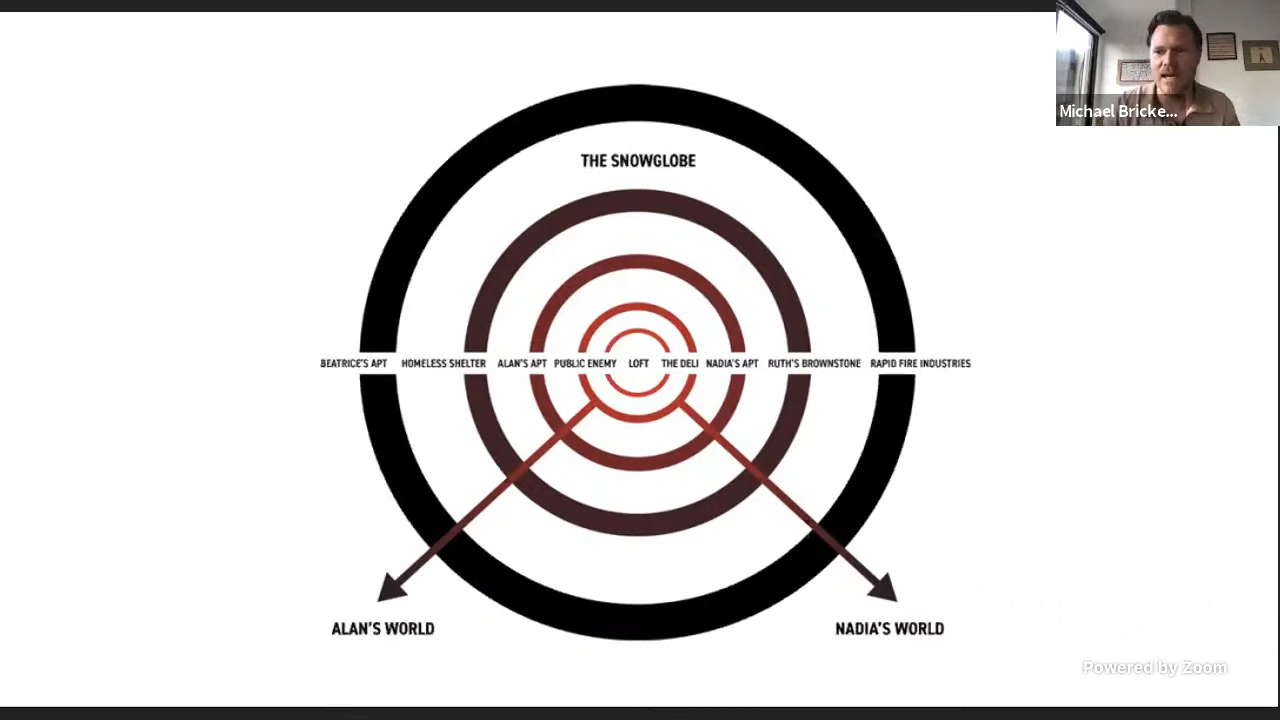 Michael Bricke...
THE SNOWGLOBE
BEATRICE'S APT HOMELESS SHELTER ALAN'S APT PUBLIC ENEMY LOFT THE DELI NADIA'S APT RUTH'S BROWNSTONE RAPID FIRE INDUSTRIES
ALAN'S WORLD NADIA'S WORLD
Powered by Zoom